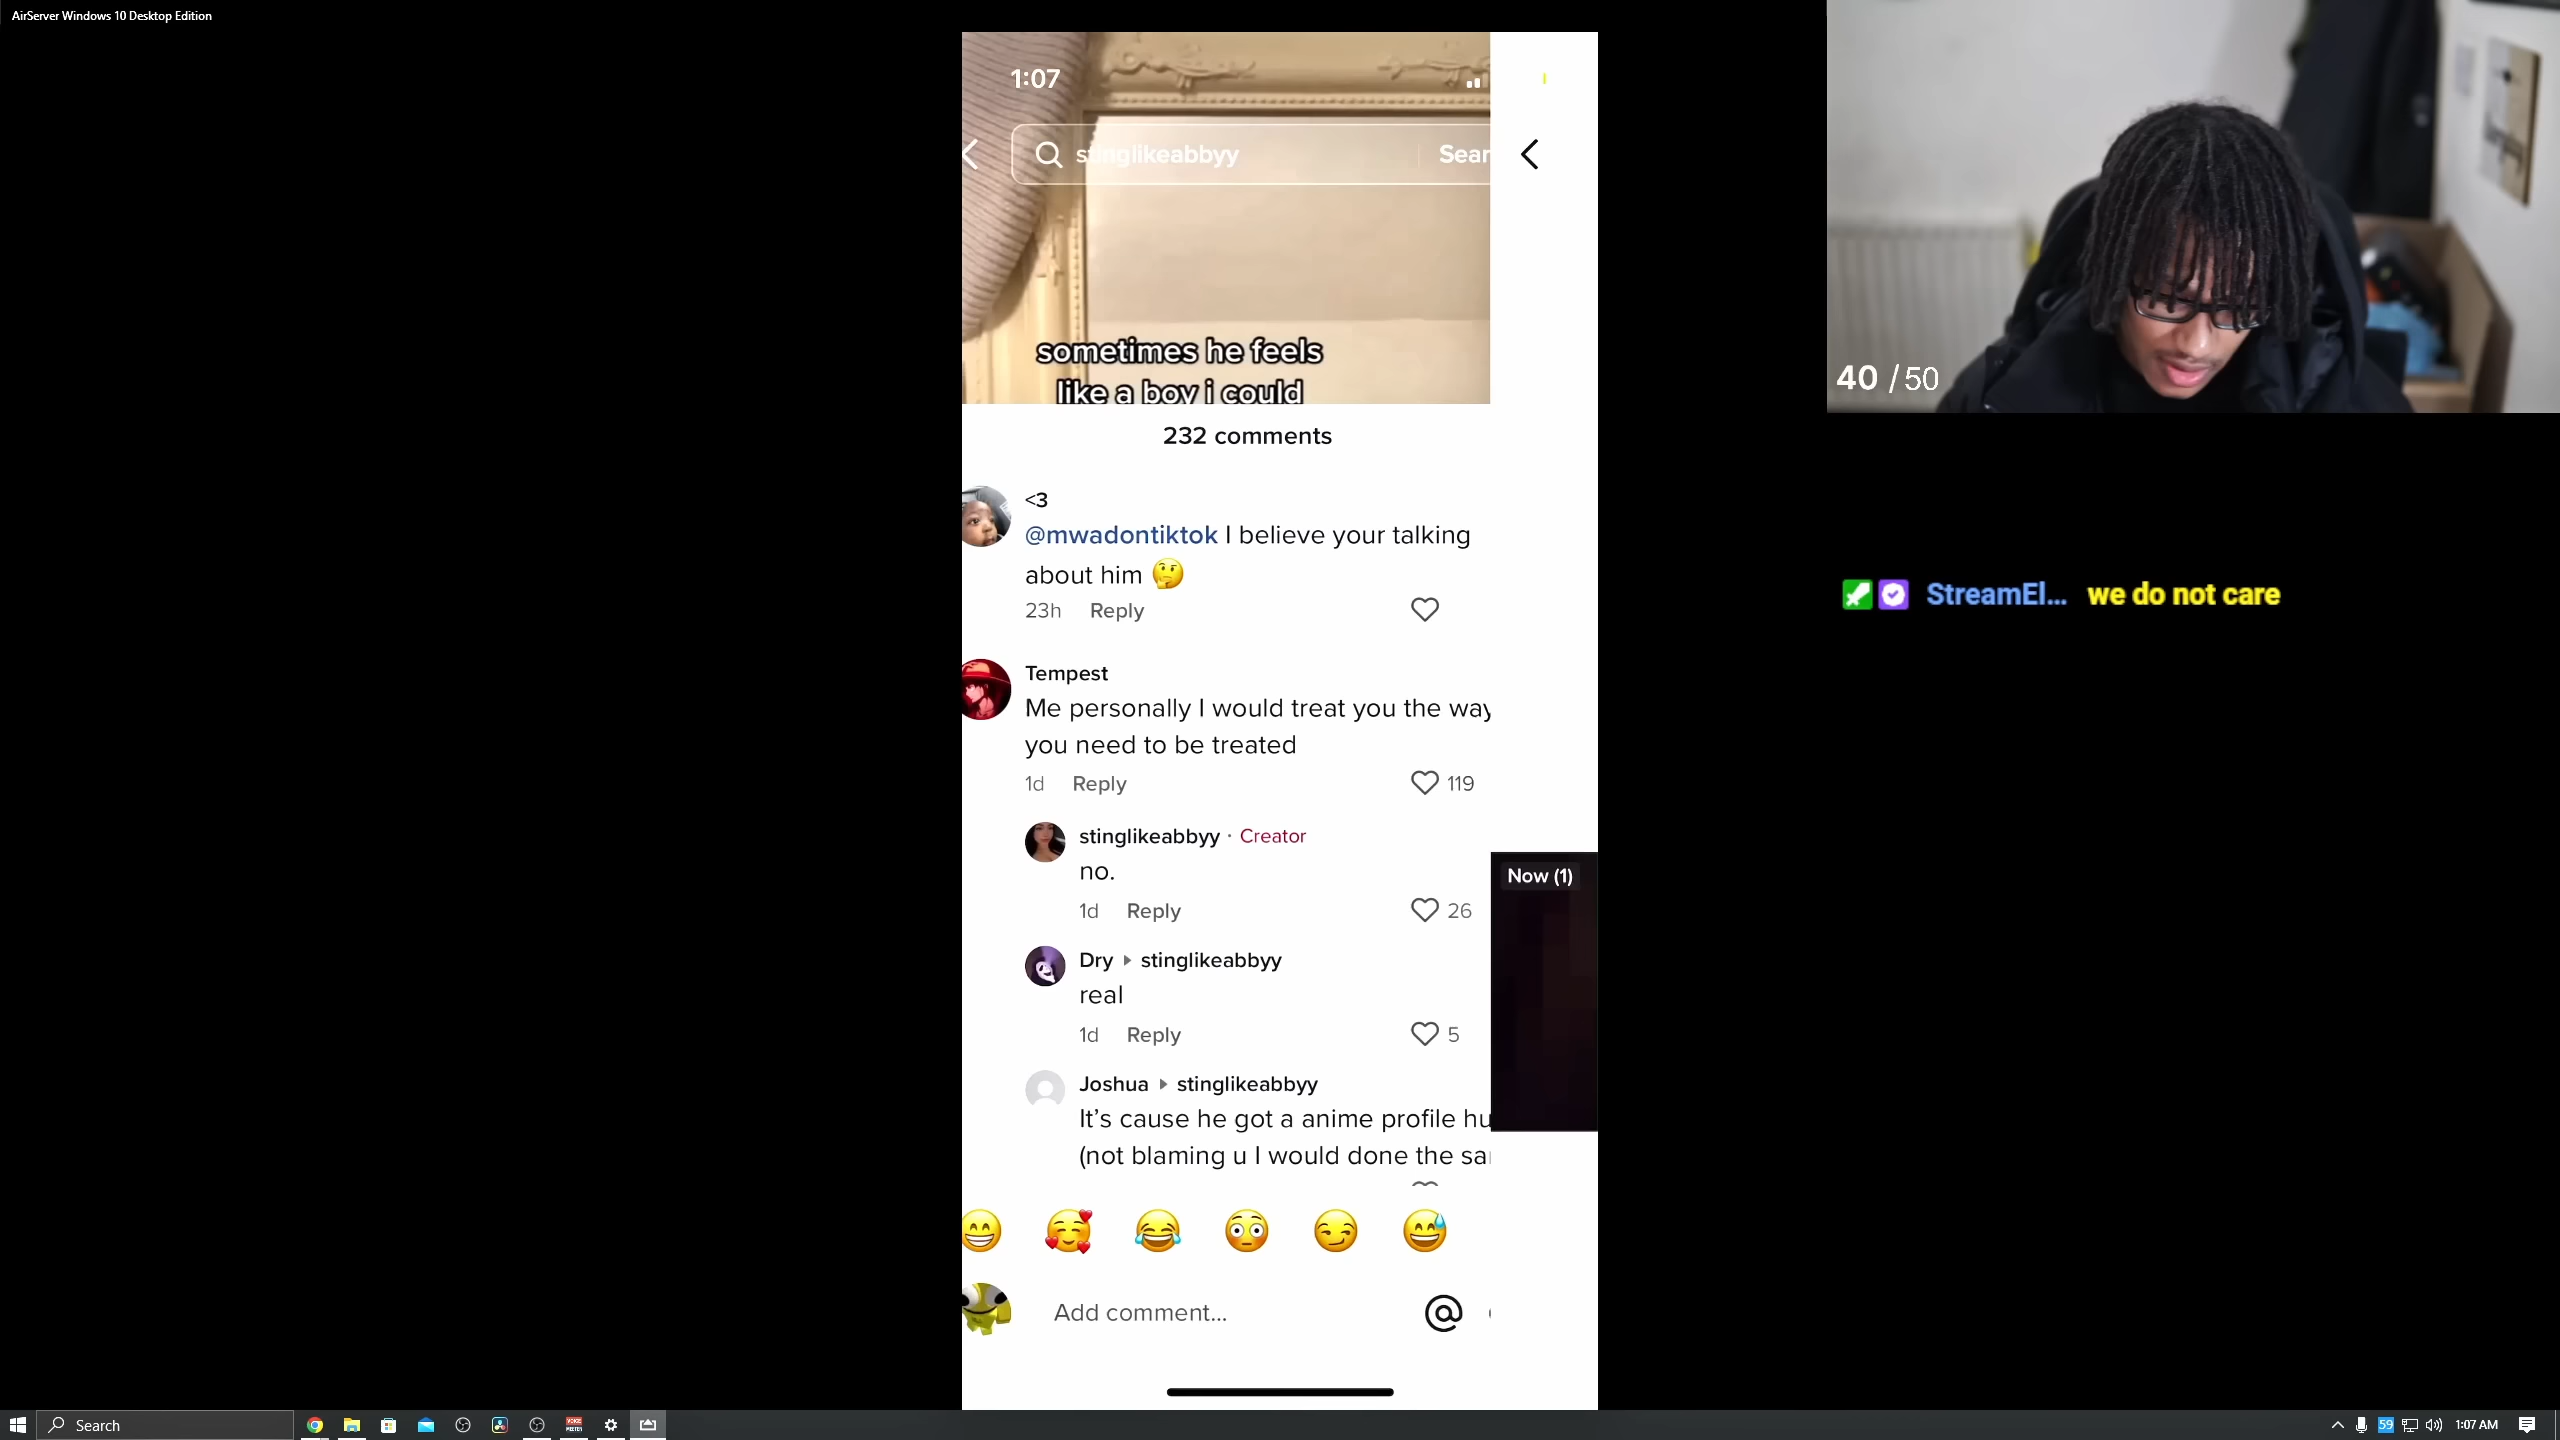 AirServer Windows 10 Desktop Edition
1:07
stinglikeabbyy
sometimes he feels
like a boy i could
40 / 50
232 comments
<3
@mwadontiktok I believe your talking
about him 🤔
23h Reply
StreamEl... we do not care
Tempest
Me personally I would treat you the way
you need to be treated
1d Reply 119
stinglikeabbyy · Creator
no.
1d Reply 26
Now (1)
Dry ▸ stinglikeabbyy
real
1d Reply 5
Joshua ▸ stinglikeabbyy
It's cause he got a anime profile
(not blaming u I would done the
Add comment...
@
Search
59
1:07 AM